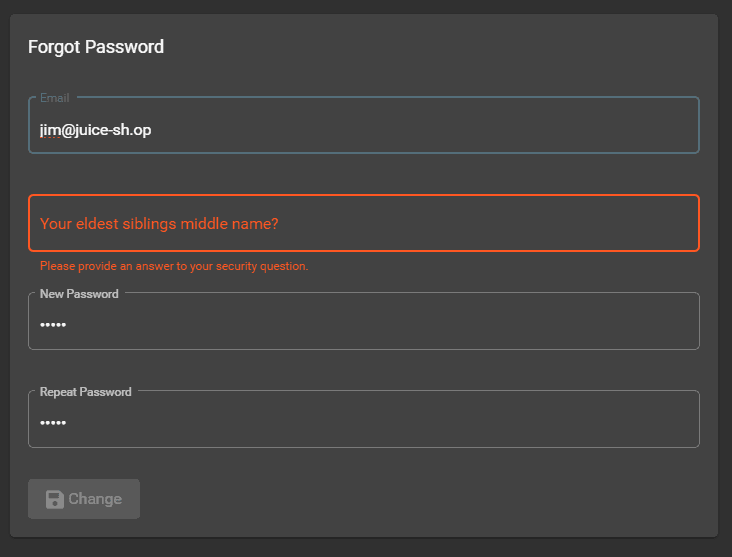 Forgot Password
Email
jim@juice-sh.op
Your eldest siblings middle name?
Please provide an answer to your security question.
New Password
•••••
Repeat Password
•••••
Change